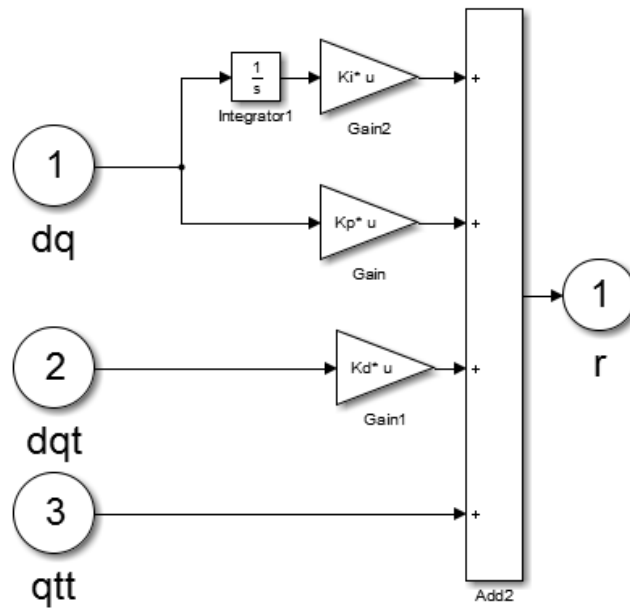 1
s
Integrator1
Ki* u
Gain2
+
1
dq
Kp* u
Gain
+
1
r
2
dqt
Kd* u
Gain1
+
3
qtt
+
Add2